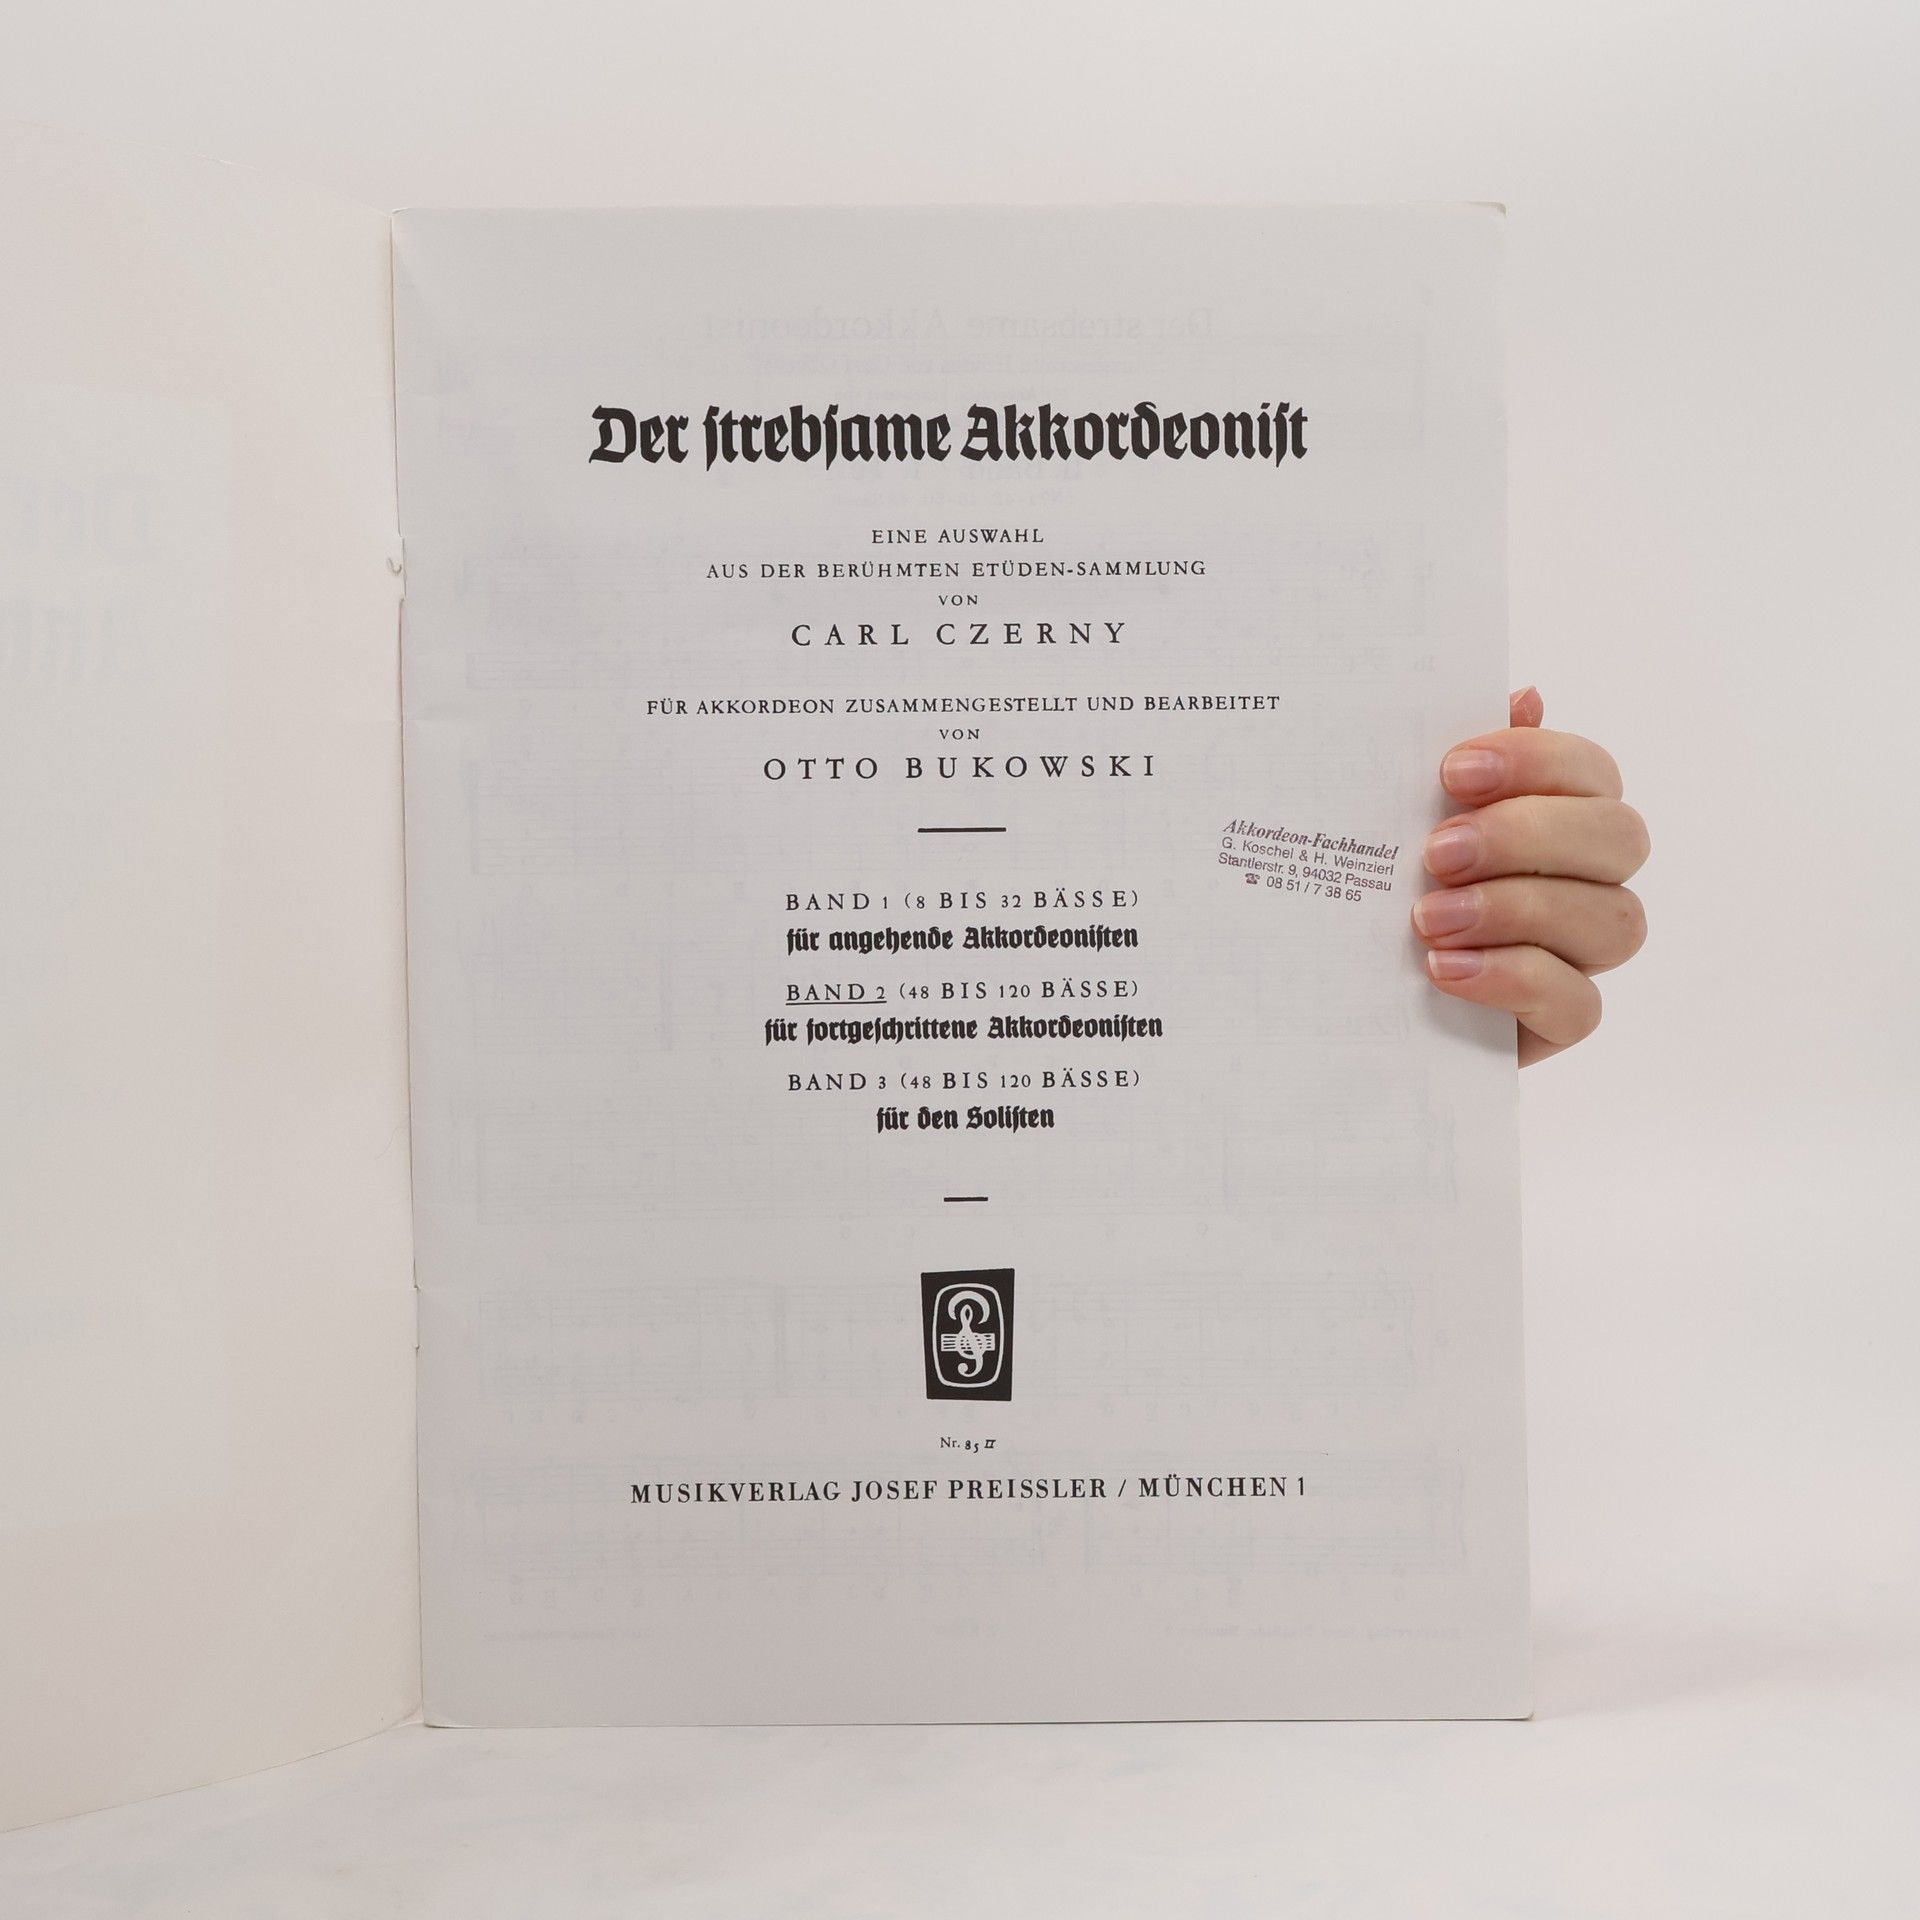 Der strebsame Akkordeonist
EINE AUSWAHL
AUS DER BERÜHMTEN ETÜDEN-SAMMLUNG
VON
CARL CZERNY
FÜR AKKORDEON ZUSAMMENGESTELLT UND BEARBEITET
VON
OTTO BUKOWSKI
Akkordeon-Fachhandel
G. Koschel & H. Weinzierl
Stantlerstr. 9, 94032 Passau
☎ 08 51 / 7 38 65
BAND 1 (8 BIS 32 BÄSSE)
für angehende Akkordeonisten
BAND 2 (48 BIS 120 BÄSSE)
für fortgeschrittene Akkordeonisten
BAND 3 (48 BIS 120 BÄSSE)
für den Solisten
Nr. 85 II
MUSIKVERLAG JOSEF PREISSLER / MÜNCHEN 1